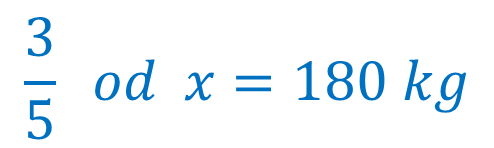 3/5 od x = 180 kg